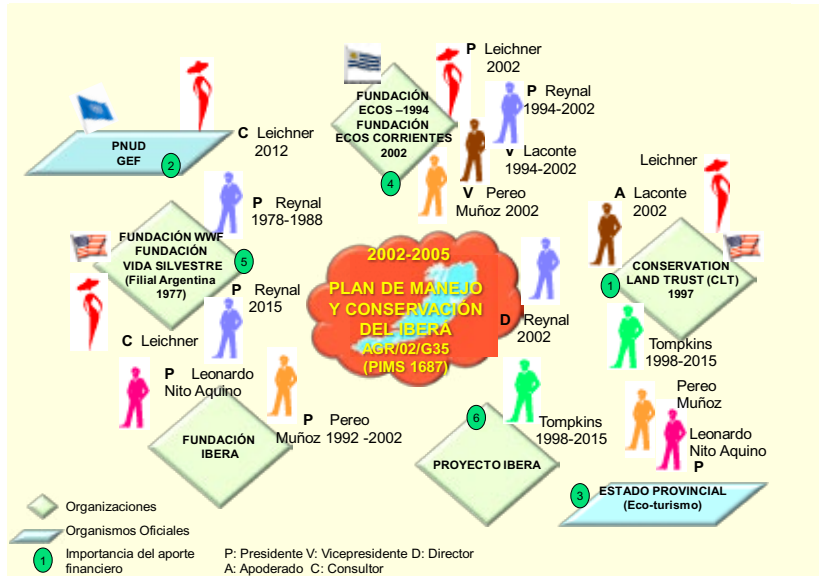 P Leichner
2002
FUNDACIÓN
ECOS –1994
FUNDACIÓN
ECOS CORRIENTES
2002
4
P Reynal
1994-2002
V Laconte
1994-2002
V Pereo
Muñoz 2002
PNUD
GEF
2
C Leichner
2012
Leichner
A Laconte
2002
CONSERVATION
LAND TRUST (CLT)
1997
1
Tompkins
1998-2015
P Reynal
1978-1988
FUNDACIÓN WWF
FUNDACIÓN
VIDA SILVESTRE
(Filial Argentina
1977)
5
P Reynal
2015
C Leichner
2002-2005
PLAN DE MANEJO
Y CONSERVACIÓN
DEL IBERÁ
AGR/02/G35
(PIMS 1687)
D Reynal
2002
P Leonardo
Nito Aquino
P Pereo
Muñoz 1992 -2002
FUNDACIÓN
IBERA
6
Tompkins
1998-2015
PROYECTO IBERA
Pereo
Muñoz
Leonardo
Nito Aquino
P
3
ESTADO PROVINCIAL
(Eco-turismo)
Organizaciones
Organismos Oficiales
1
Importancia del aporte
financiero
P: Presidente V: Vicepresidente D: Director
A: Apoderado C: Consultor